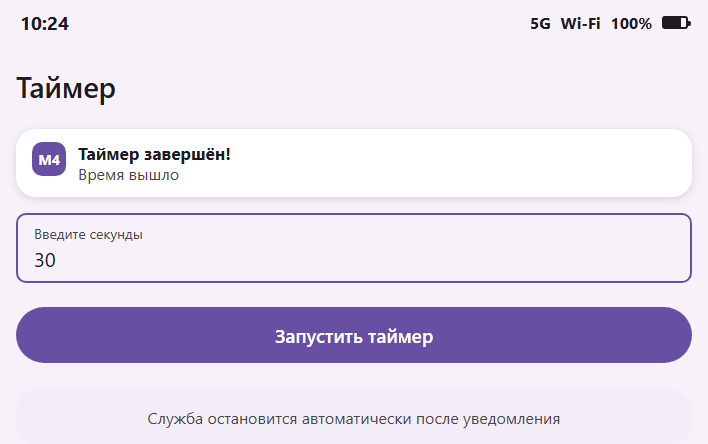 10:24 5G Wi-Fi 100%
Таймер
M4 Таймер завершён!
Время вышло
Введите секунды
30
Запустить таймер
Служба остановится автоматически после уведомления